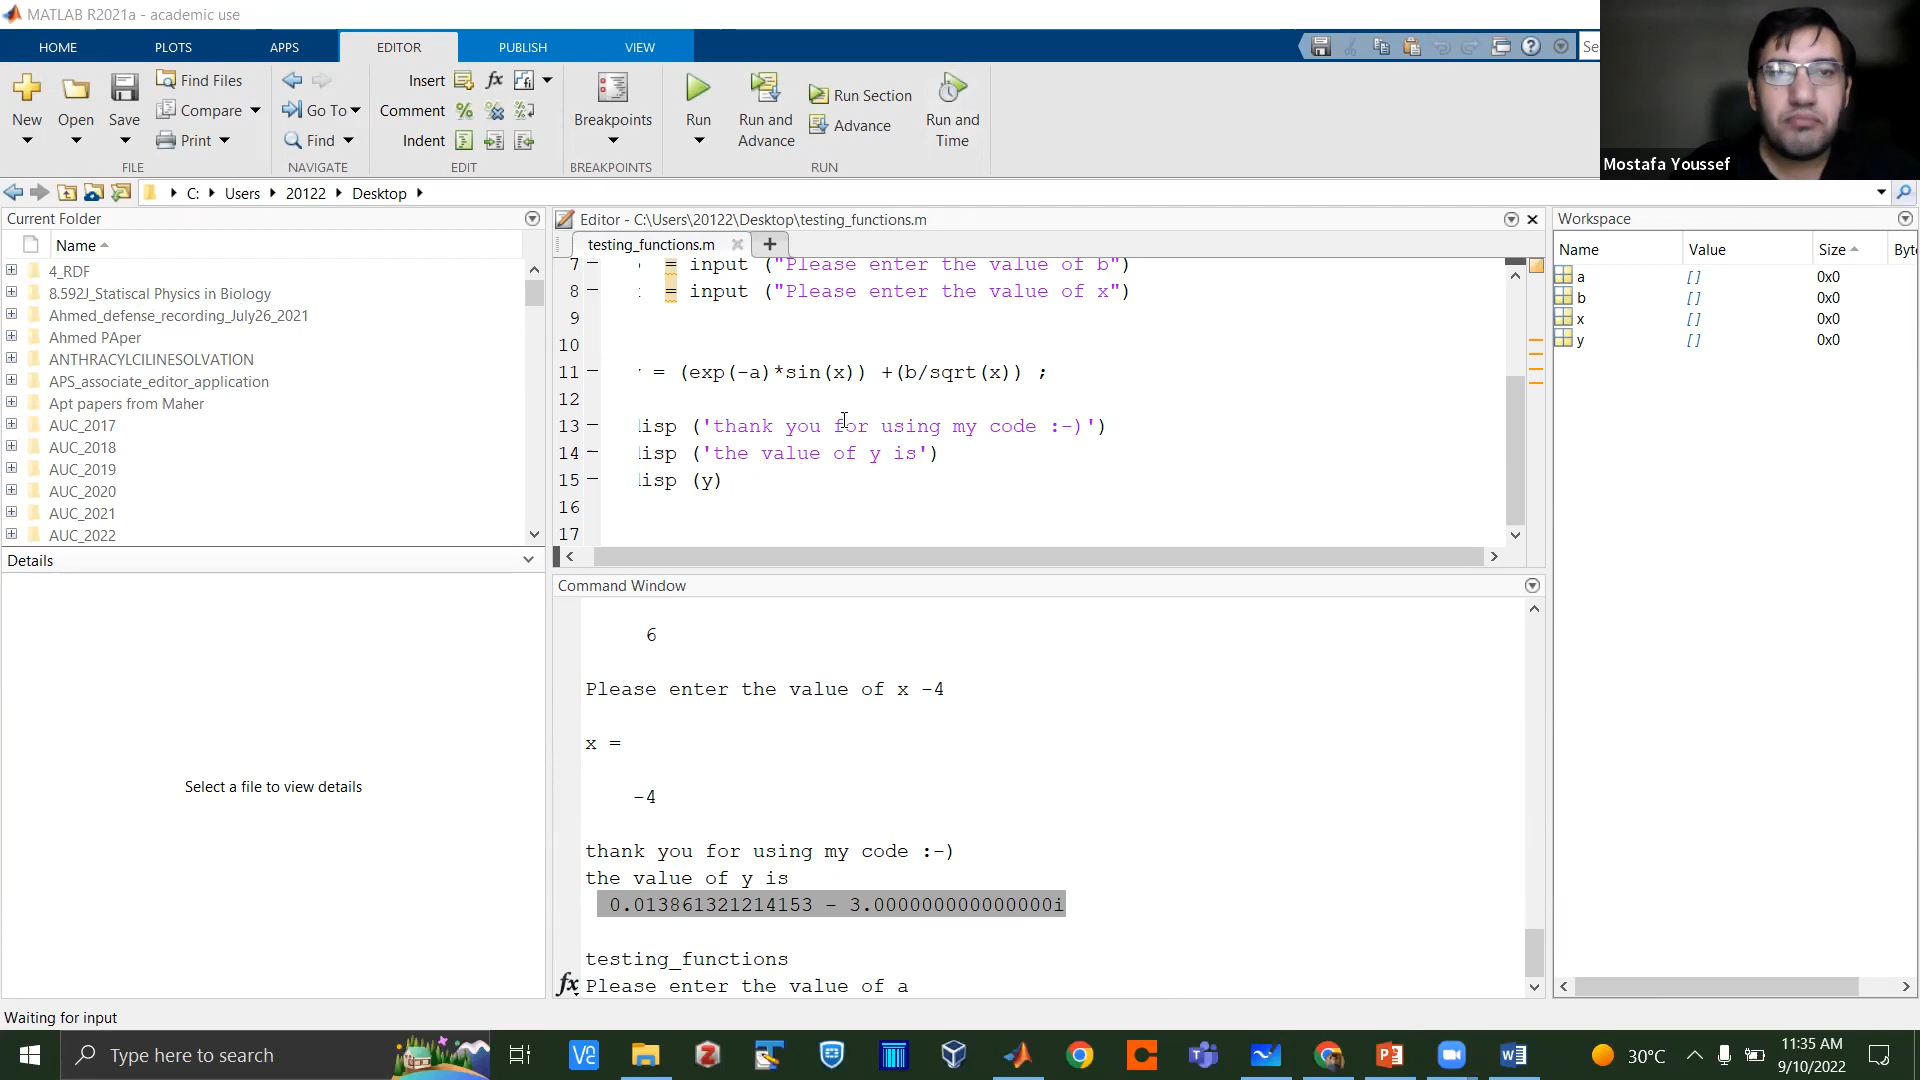 MATLAB R2021a - academic use
HOME PLOTS APPS EDITOR PUBLISH VIEW Se
New Open Save Find Files Compare Print FILE
Go To Find NAVIGATE
Insert fx Comment Indent EDIT
Breakpoints BREAKPOINTS
Run Run and Advance Run Section Advance Run and Time RUN
Mostafa Youssef
C: Users 20122 Desktop
Current Folder
Name
4_RDF
8.592J_Statiscal Physics in Biology
Ahmed_defense_recording_July26_2021
Ahmed PAper
ANTHRACYLCILINESOLVATION
APS_associate_editor_application
Apt papers from Maher
AUC_2017
AUC_2018
AUC_2019
AUC_2020
AUC_2021
AUC_2022
Details
Select a file to view details
Editor - C:\Users\20122\Desktop\testing_functions.m
testing_functions.m
7 = input ("Please enter the value of b")
8 = input ("Please enter the value of x")
9
10
11 = (exp(-a)*sin(x)) +(b/sqrt(x)) ;
12
13 isp ('thank you for using my code :-)')
14 isp ('the value of y is')
15 isp (y)
16
17
Command Window
6
Please enter the value of x -4
x =
-4
thank you for using my code :-)
the value of y is
0.013861321214153 - 3.000000000000000i
testing_functions
fx Please enter the value of a
Workspace
Name Value Size Byt
a [] 0x0
b [] 0x0
x [] 0x0
y [] 0x0
Waiting for input
Type here to search
30°C
11:35 AM
9/10/2022